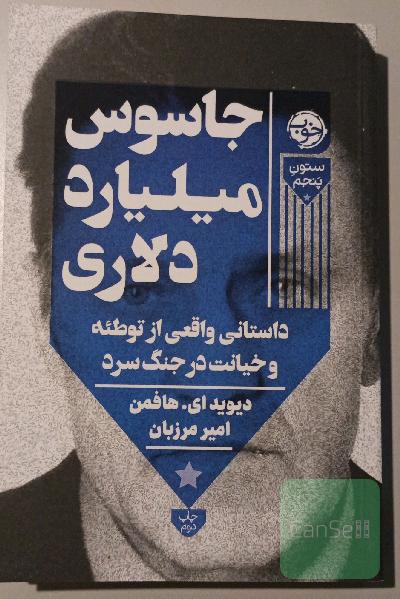 جاسوس
میلیارد
دلاری
خوب
ستون
پنجم
داستانی واقعی از توطئه
و خیانت در جنگ سرد
دیوید ای. هافمن
امیر مرزبان
چاپ
دوم
CanSell